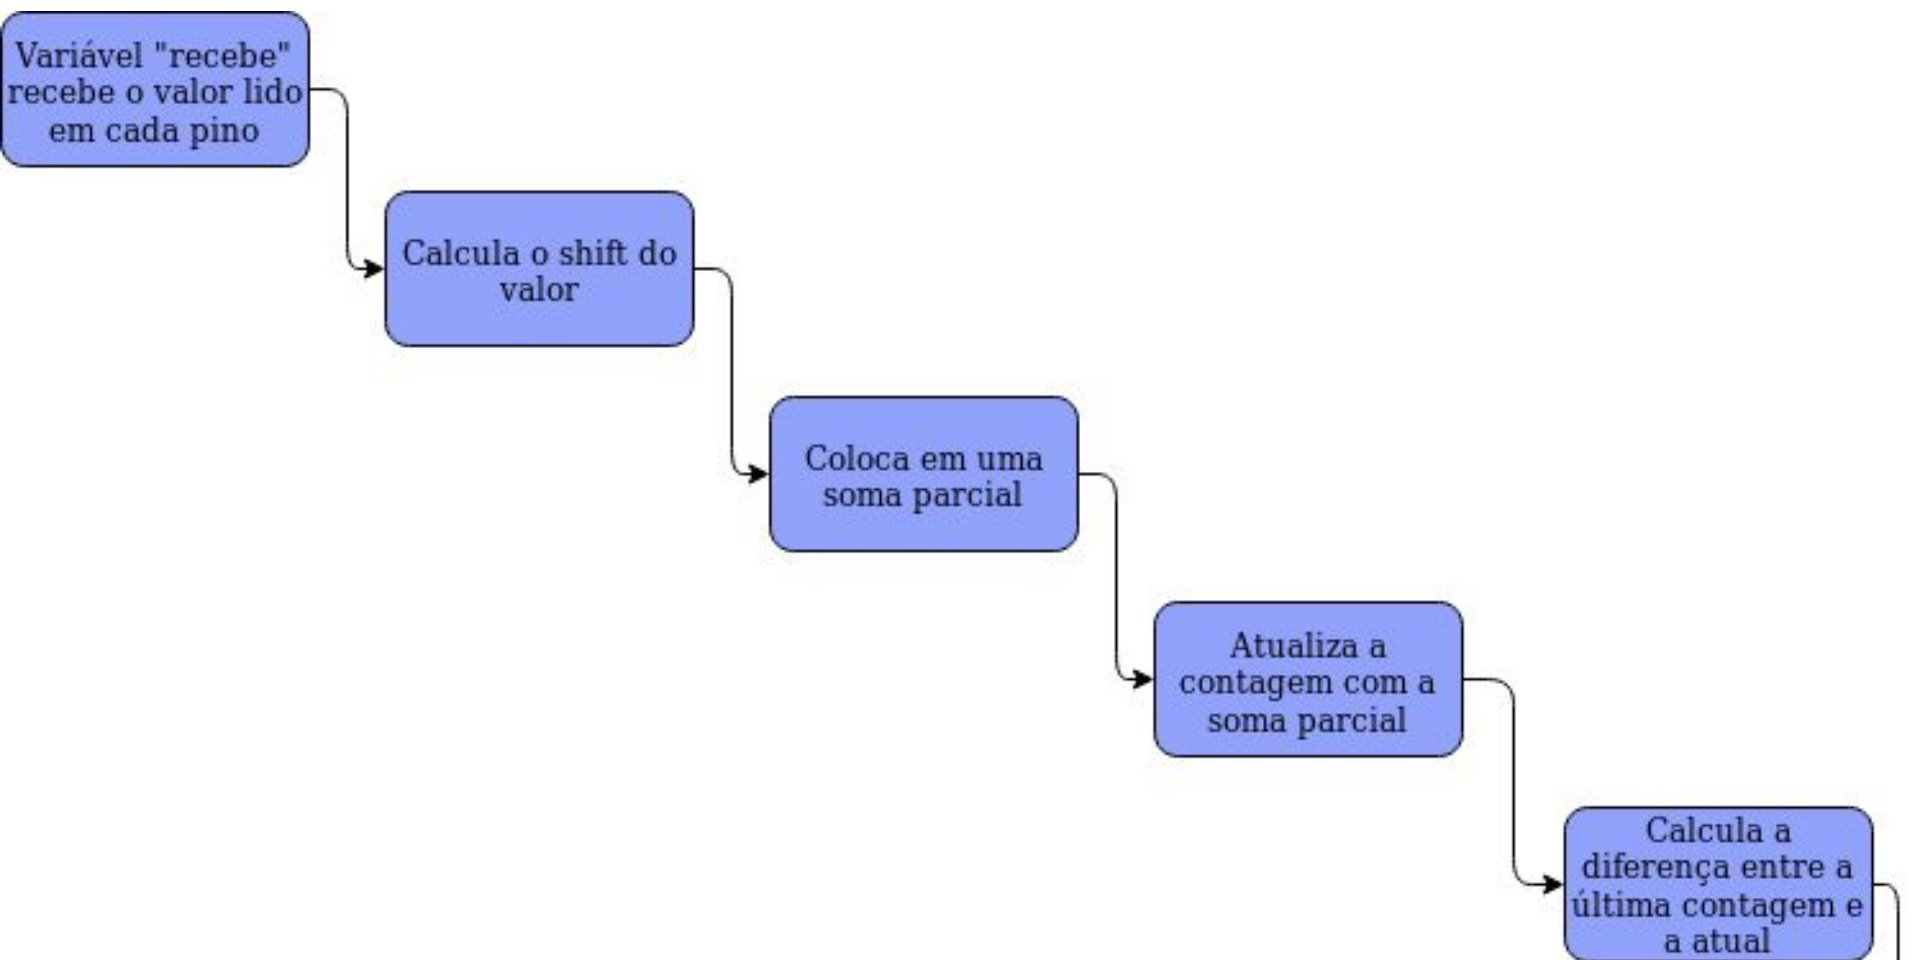 Variável "recebe"
recebe o valor lido
em cada pino
Calcula o shift do
valor
Coloca em uma
soma parcial
Atualiza a
contagem com a
soma parcial
Calcula a
diferença entre a
última contagem e
a atual